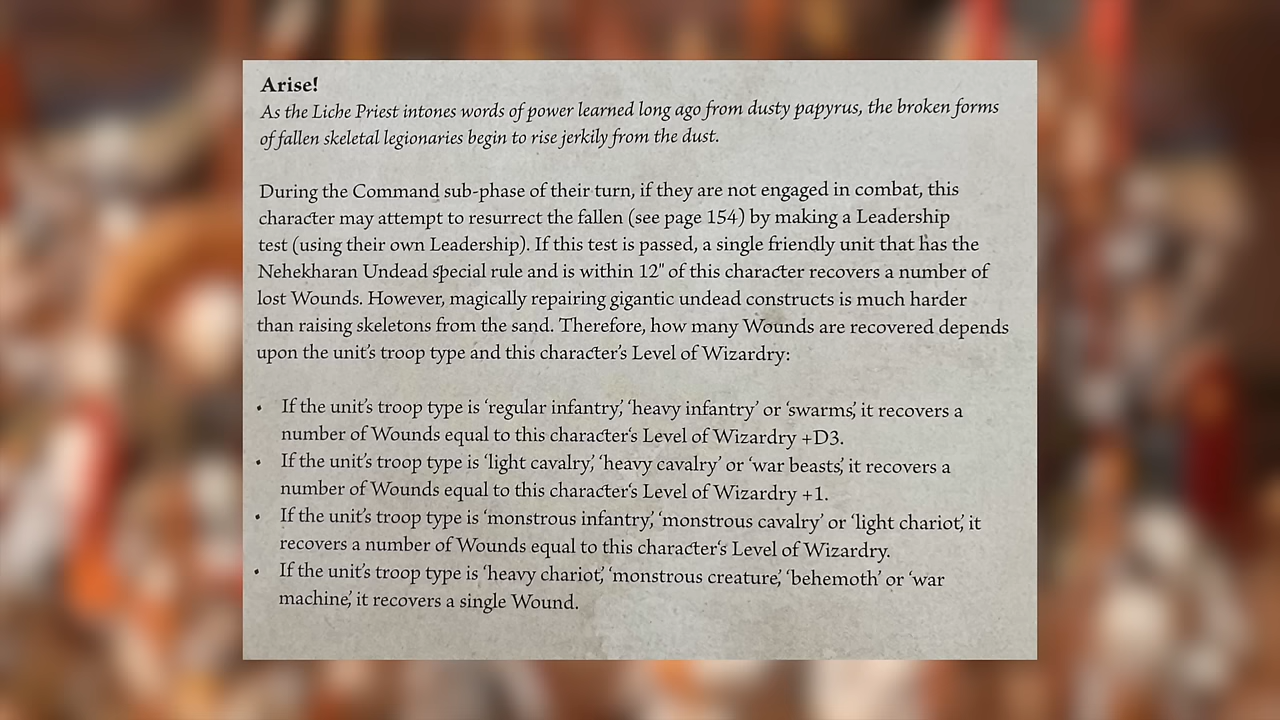 Arise!
As the Liche Priest intones words of power learned long ago from dusty papyrus, the broken forms
of fallen skeletal legionaries begin to rise jerkily from the dust.
During the Command sub-phase of their turn, if they are not engaged in combat, this
character may attempt to resurrect the fallen (see page 154) by making a Leadership
test (using their own Leadership). If this test is passed, a single friendly unit that has the
Nehekharan Undead special rule and is within 12" of this character recovers a number of
lost Wounds. However, magically repairing gigantic undead constructs is much harder
than raising skeletons from the sand. Therefore, how many Wounds are recovered depends
upon the unit's troop type and this character's Level of Wizardry:
• If the unit's troop type is 'regular infantry', 'heavy infantry' or 'swarms', it recovers a
number of Wounds equal to this character's Level of Wizardry +D3.
• If the unit's troop type is 'light cavalry', 'heavy cavalry' or 'war beasts', it recovers a
number of Wounds equal to this character's Level of Wizardry +1.
• If the unit's troop type is 'monstrous infantry', 'monstrous cavalry' or 'light chariot', it
recovers a number of Wounds equal to this character's Level of Wizardry.
• If the unit's troop type is 'heavy chariot', 'monstrous creature', 'behemoth' or 'war
machine', it recovers a single Wound.